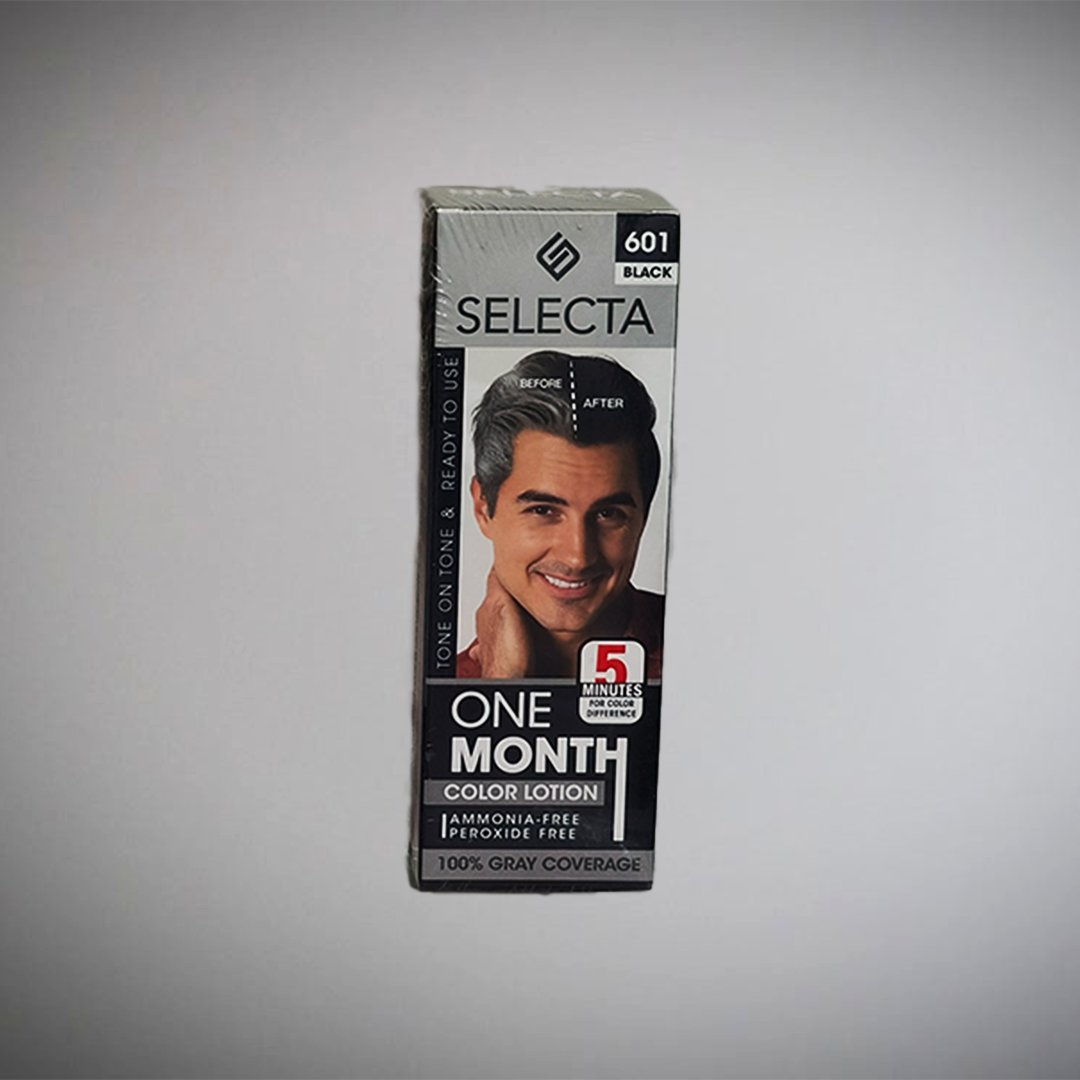 601
BLACK
SELECTA
BEFORE
AFTER
TONE ON TONE & READY TO USE
5
MINUTES
FOR COLOR
DIFFERENCE
ONE
MONTH
COLOR LOTION
AMMONIA-FREE
PEROXIDE FREE
100% GRAY COVERAGE